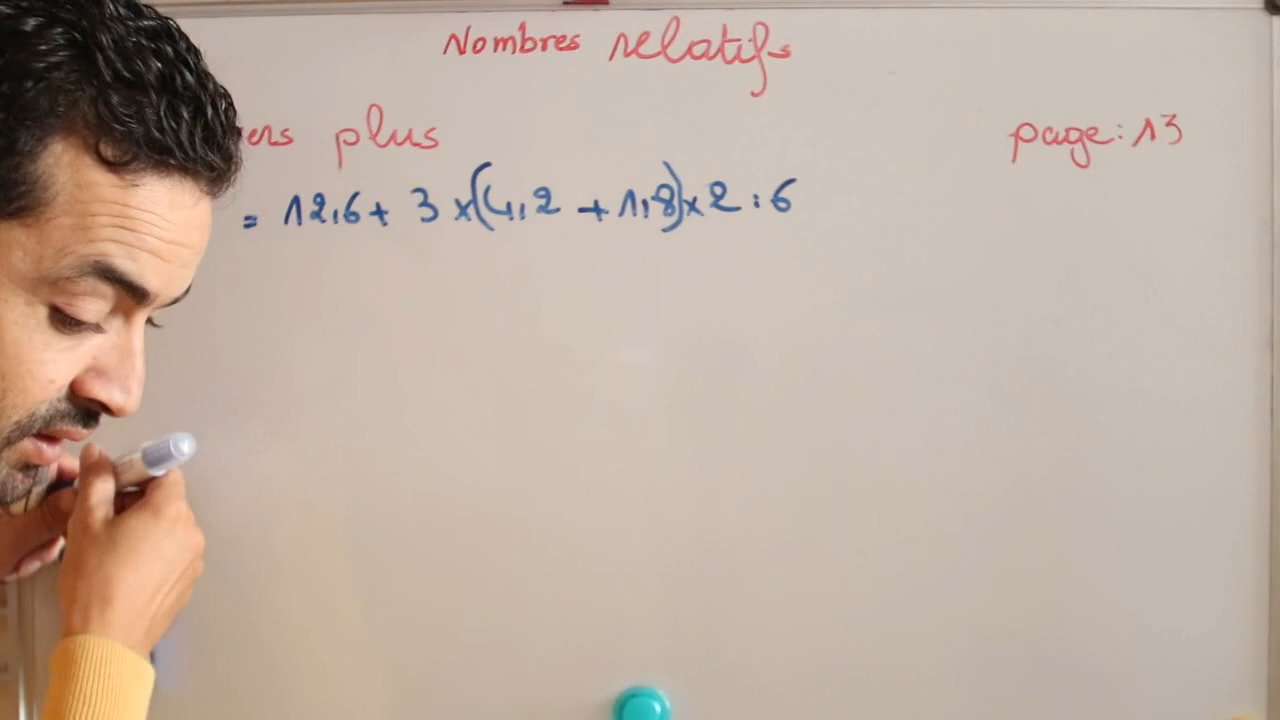 Nombres relatifs
plus
page: 13
= 12,6 + 3 x (4,2 + 1,8) x 2 : 6